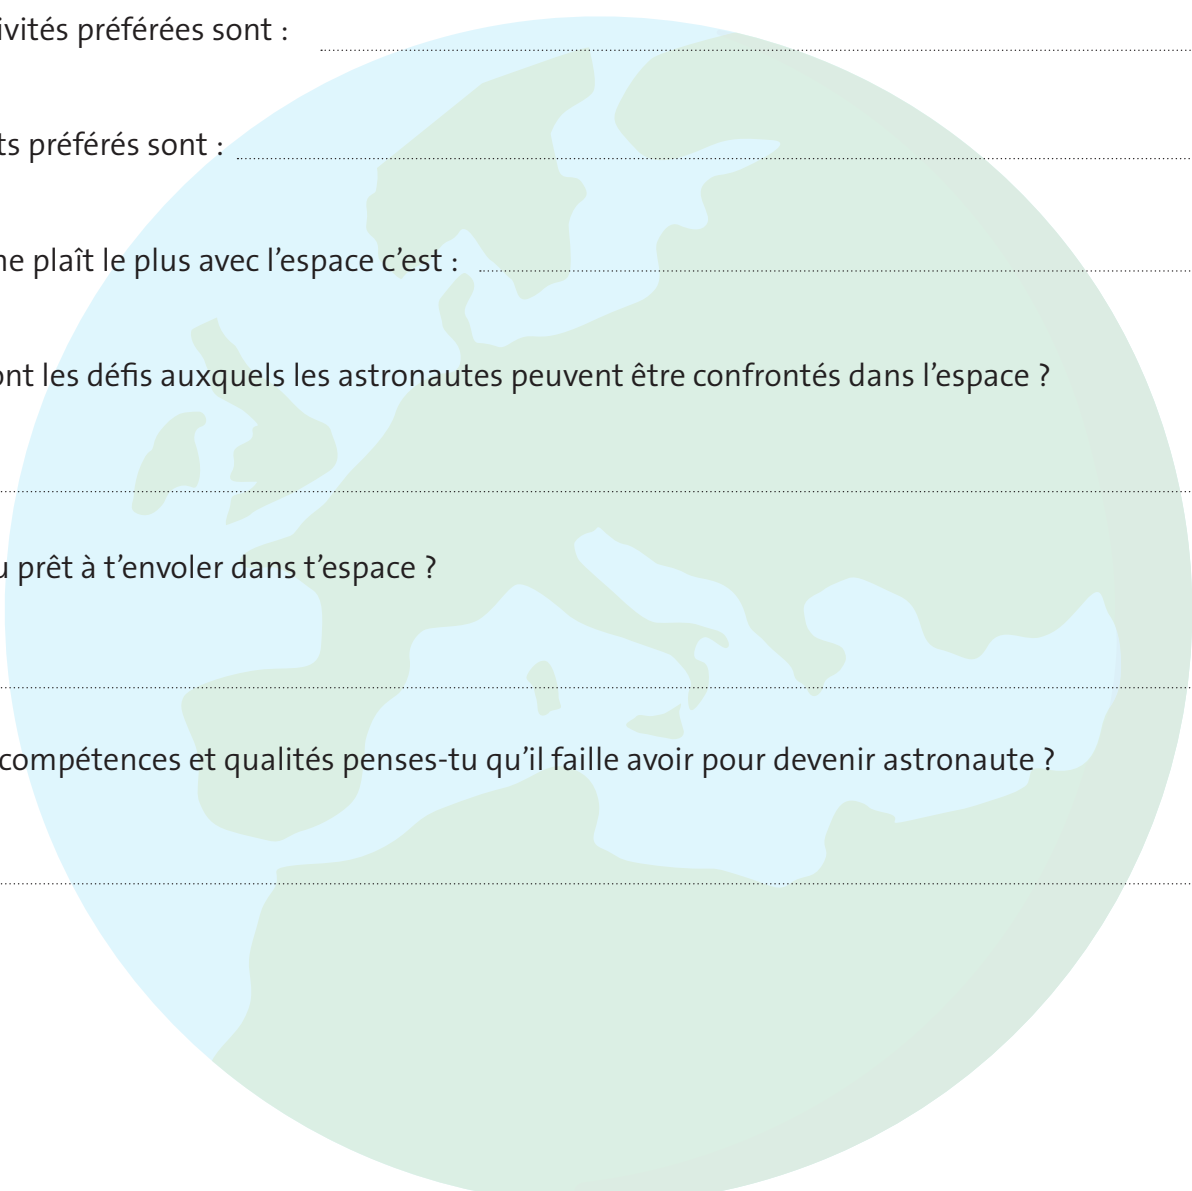 ivités préférées sont :
ts préférés sont :
ne plaît le plus avec l’espace c’est :
ont les défis auxquels les astronautes peuvent être confrontés dans l’espace ?
u prêt à t’envoler dans t’espace ?
compétences et qualités penses-tu qu’il faille avoir pour devenir astronaute ?